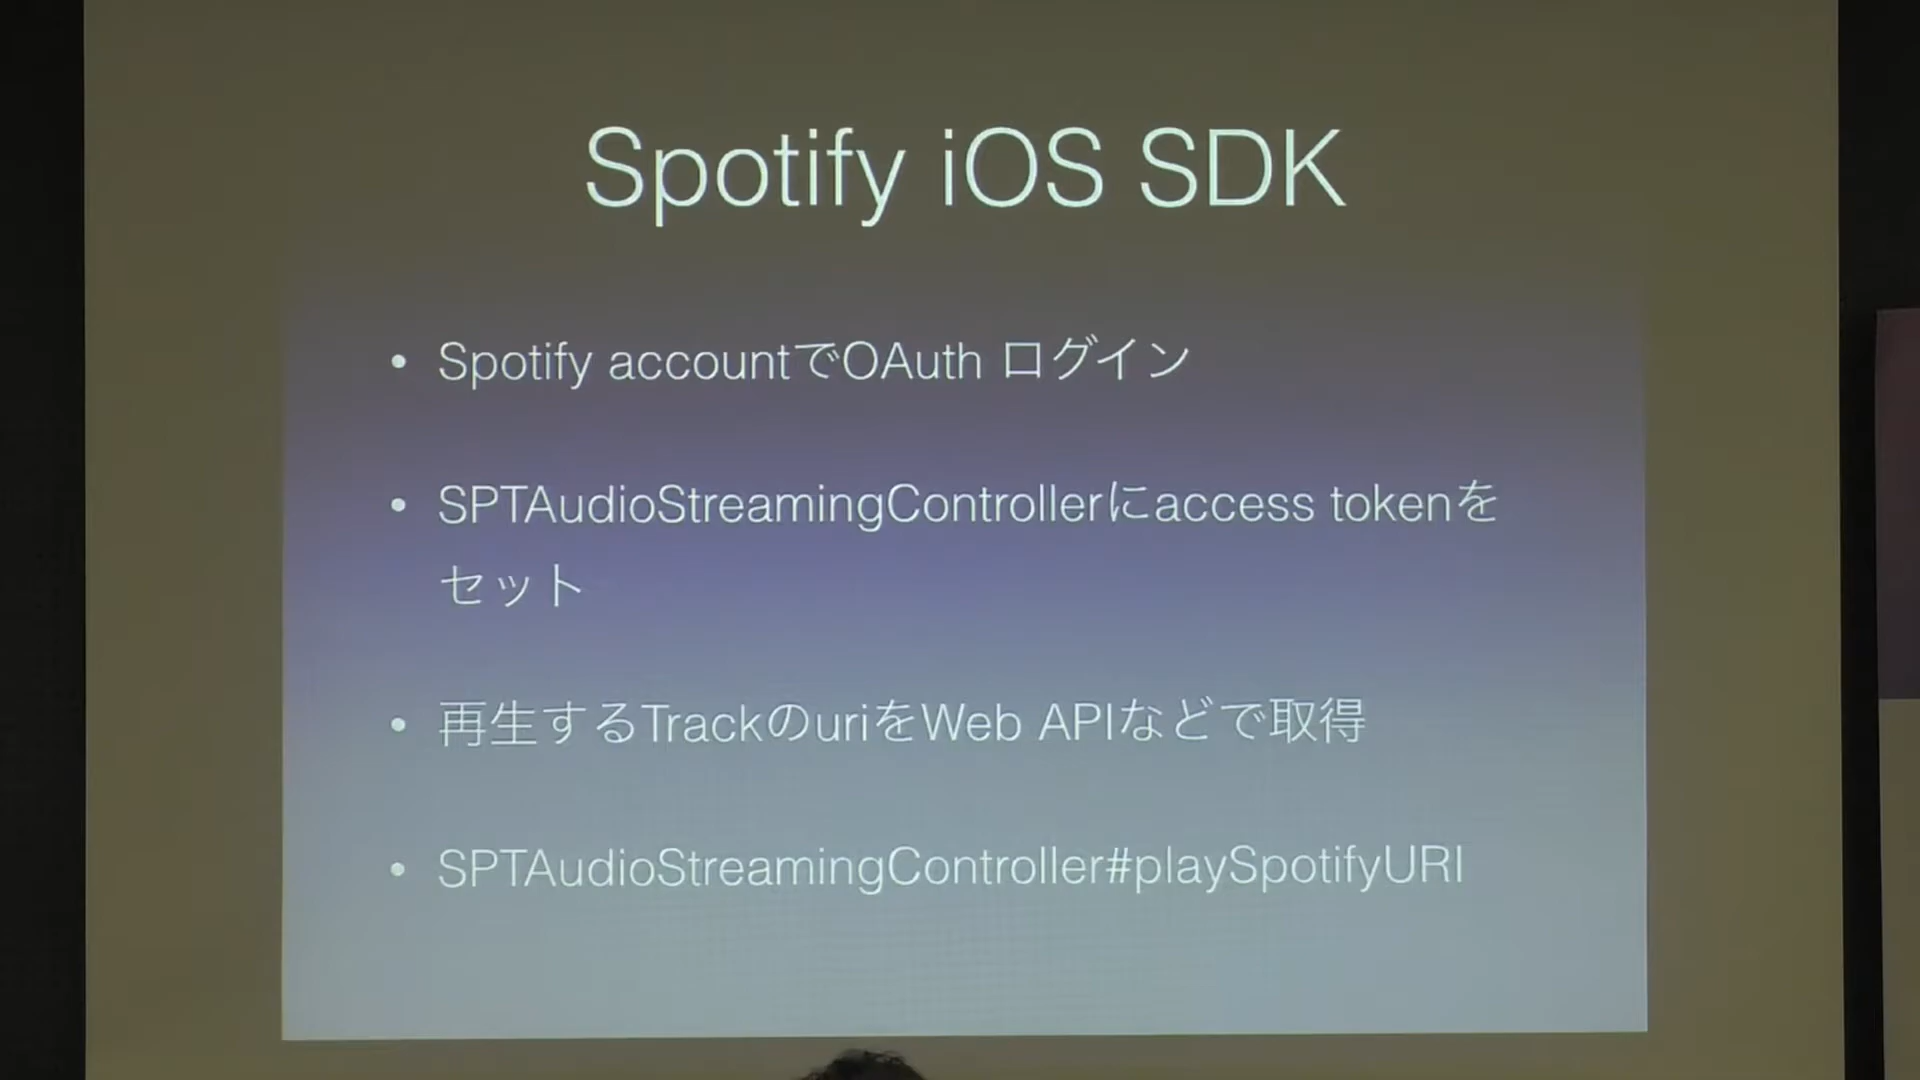 Spotify iOS SDK
• Spotify accountでOAuth ログイン
• SPTAudioStreamingControllerにaccess tokenを
セット
• 再生するTrackのuriをWeb APIなどで取得
• SPTAudioStreamingController#playSpotifyURI